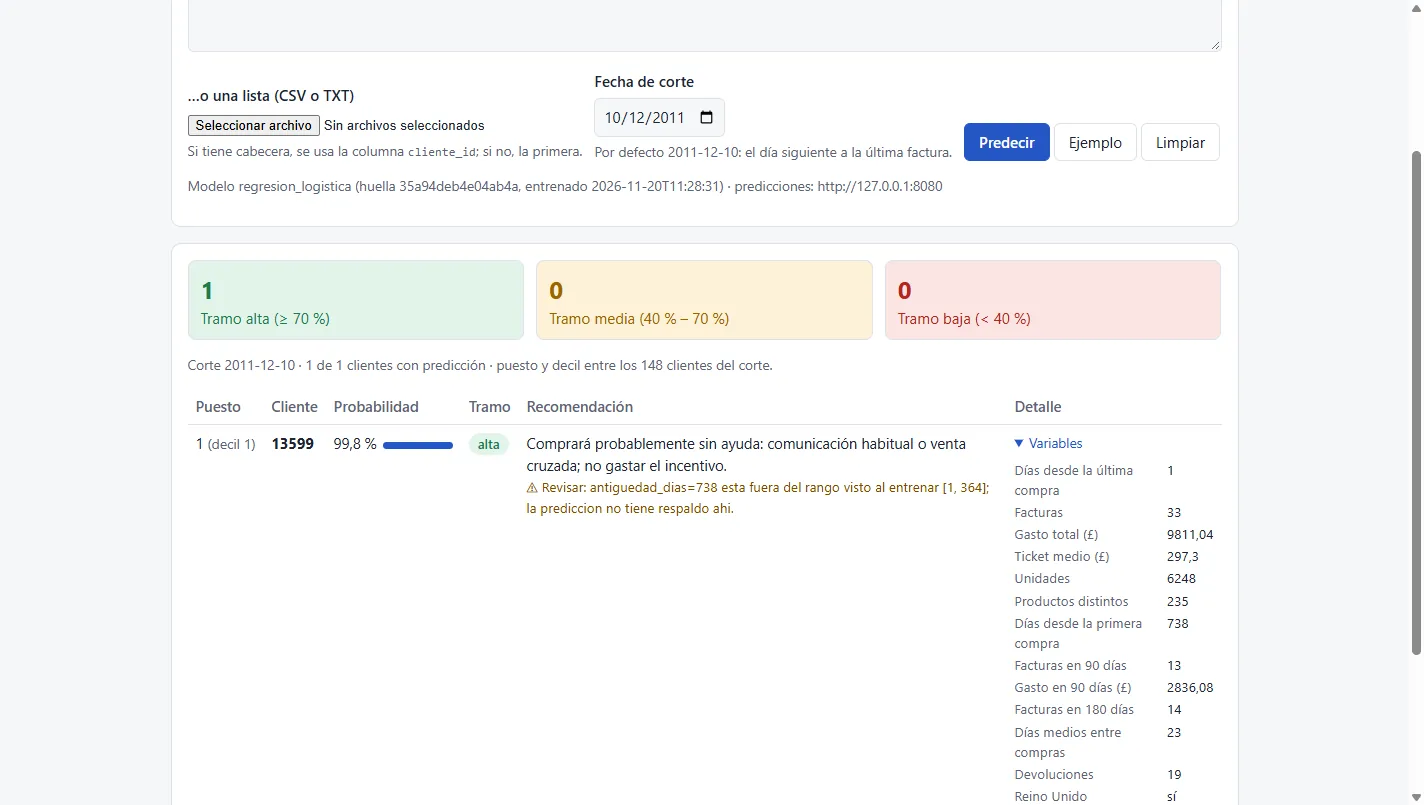 ...o una lista (CSV o TXT)
Seleccionar archivo Sin archivos seleccionados
Si tiene cabecera, se usa la columna cliente_id; si no, la primera.
Fecha de corte
10/12/2011
Por defecto 2011-12-10: el día siguiente a la última factura.
Predecir
Ejemplo
Limpiar
Modelo regresion_logistica (huella 35a94deb4e04ab4a, entrenado 2026-11-20T11:28:31) · predicciones: http://127.0.0.1:8080
1
Tramo alta (≥ 70 %)
0
Tramo media (40 % – 70 %)
0
Tramo baja (< 40 %)
Corte 2011-12-10 · 1 de 1 clientes con predicción · puesto y decil entre los 148 clientes del corte.
Puesto Cliente Probabilidad Tramo Recomendación Detalle
1 (decil 1) 13599 99,8 % alta
Comprará probablemente sin ayuda: comunicación habitual o venta
cruzada; no gastar el incentivo.
⚠ Revisar: antiguedad_dias=738 esta fuera del rango visto al entrenar [1, 364];
la prediccion no tiene respaldo ahi.
▼ Variables
Días desde la última
compra 1
Facturas 33
Gasto total (£) 9811,04
Ticket medio (£) 297,3
Unidades 6248
Productos distintos 235
Días desde la primera
compra 738
Facturas en 90 días 13
Gasto en 90 días (£) 2836,08
Facturas en 180 días 14
Días medios entre
compras 23
Devoluciones 19
Reino Unido sí